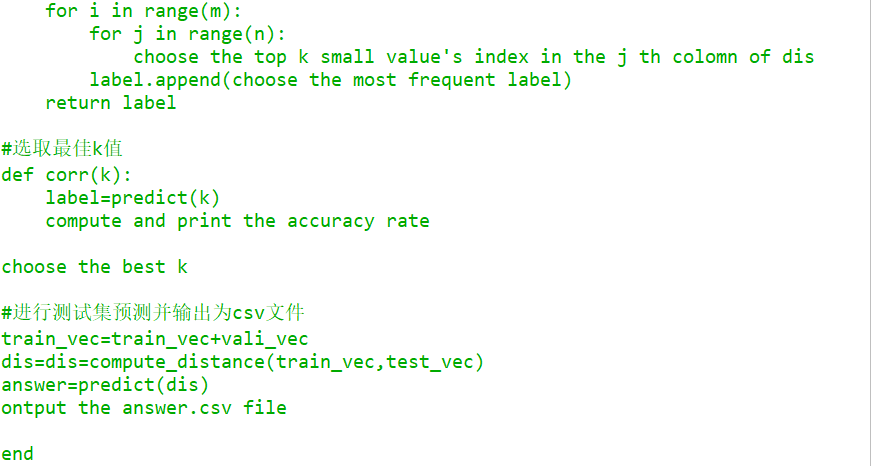 for i in range(m):
for j in range(n):
choose the top k small value's index in the j th colomn of dis
label.append(choose the most frequent label)
return label
#选取最佳k值
def corr(k):
label=predict(k)
compute and print the accuracy rate
choose the best k
#进行测试集预测并输出为csv文件
train_vec=train_vec+vali_vec
dis=dis=compute_distance(train_vec,test_vec)
answer=predict(dis)
ontput the answer.csv file
end